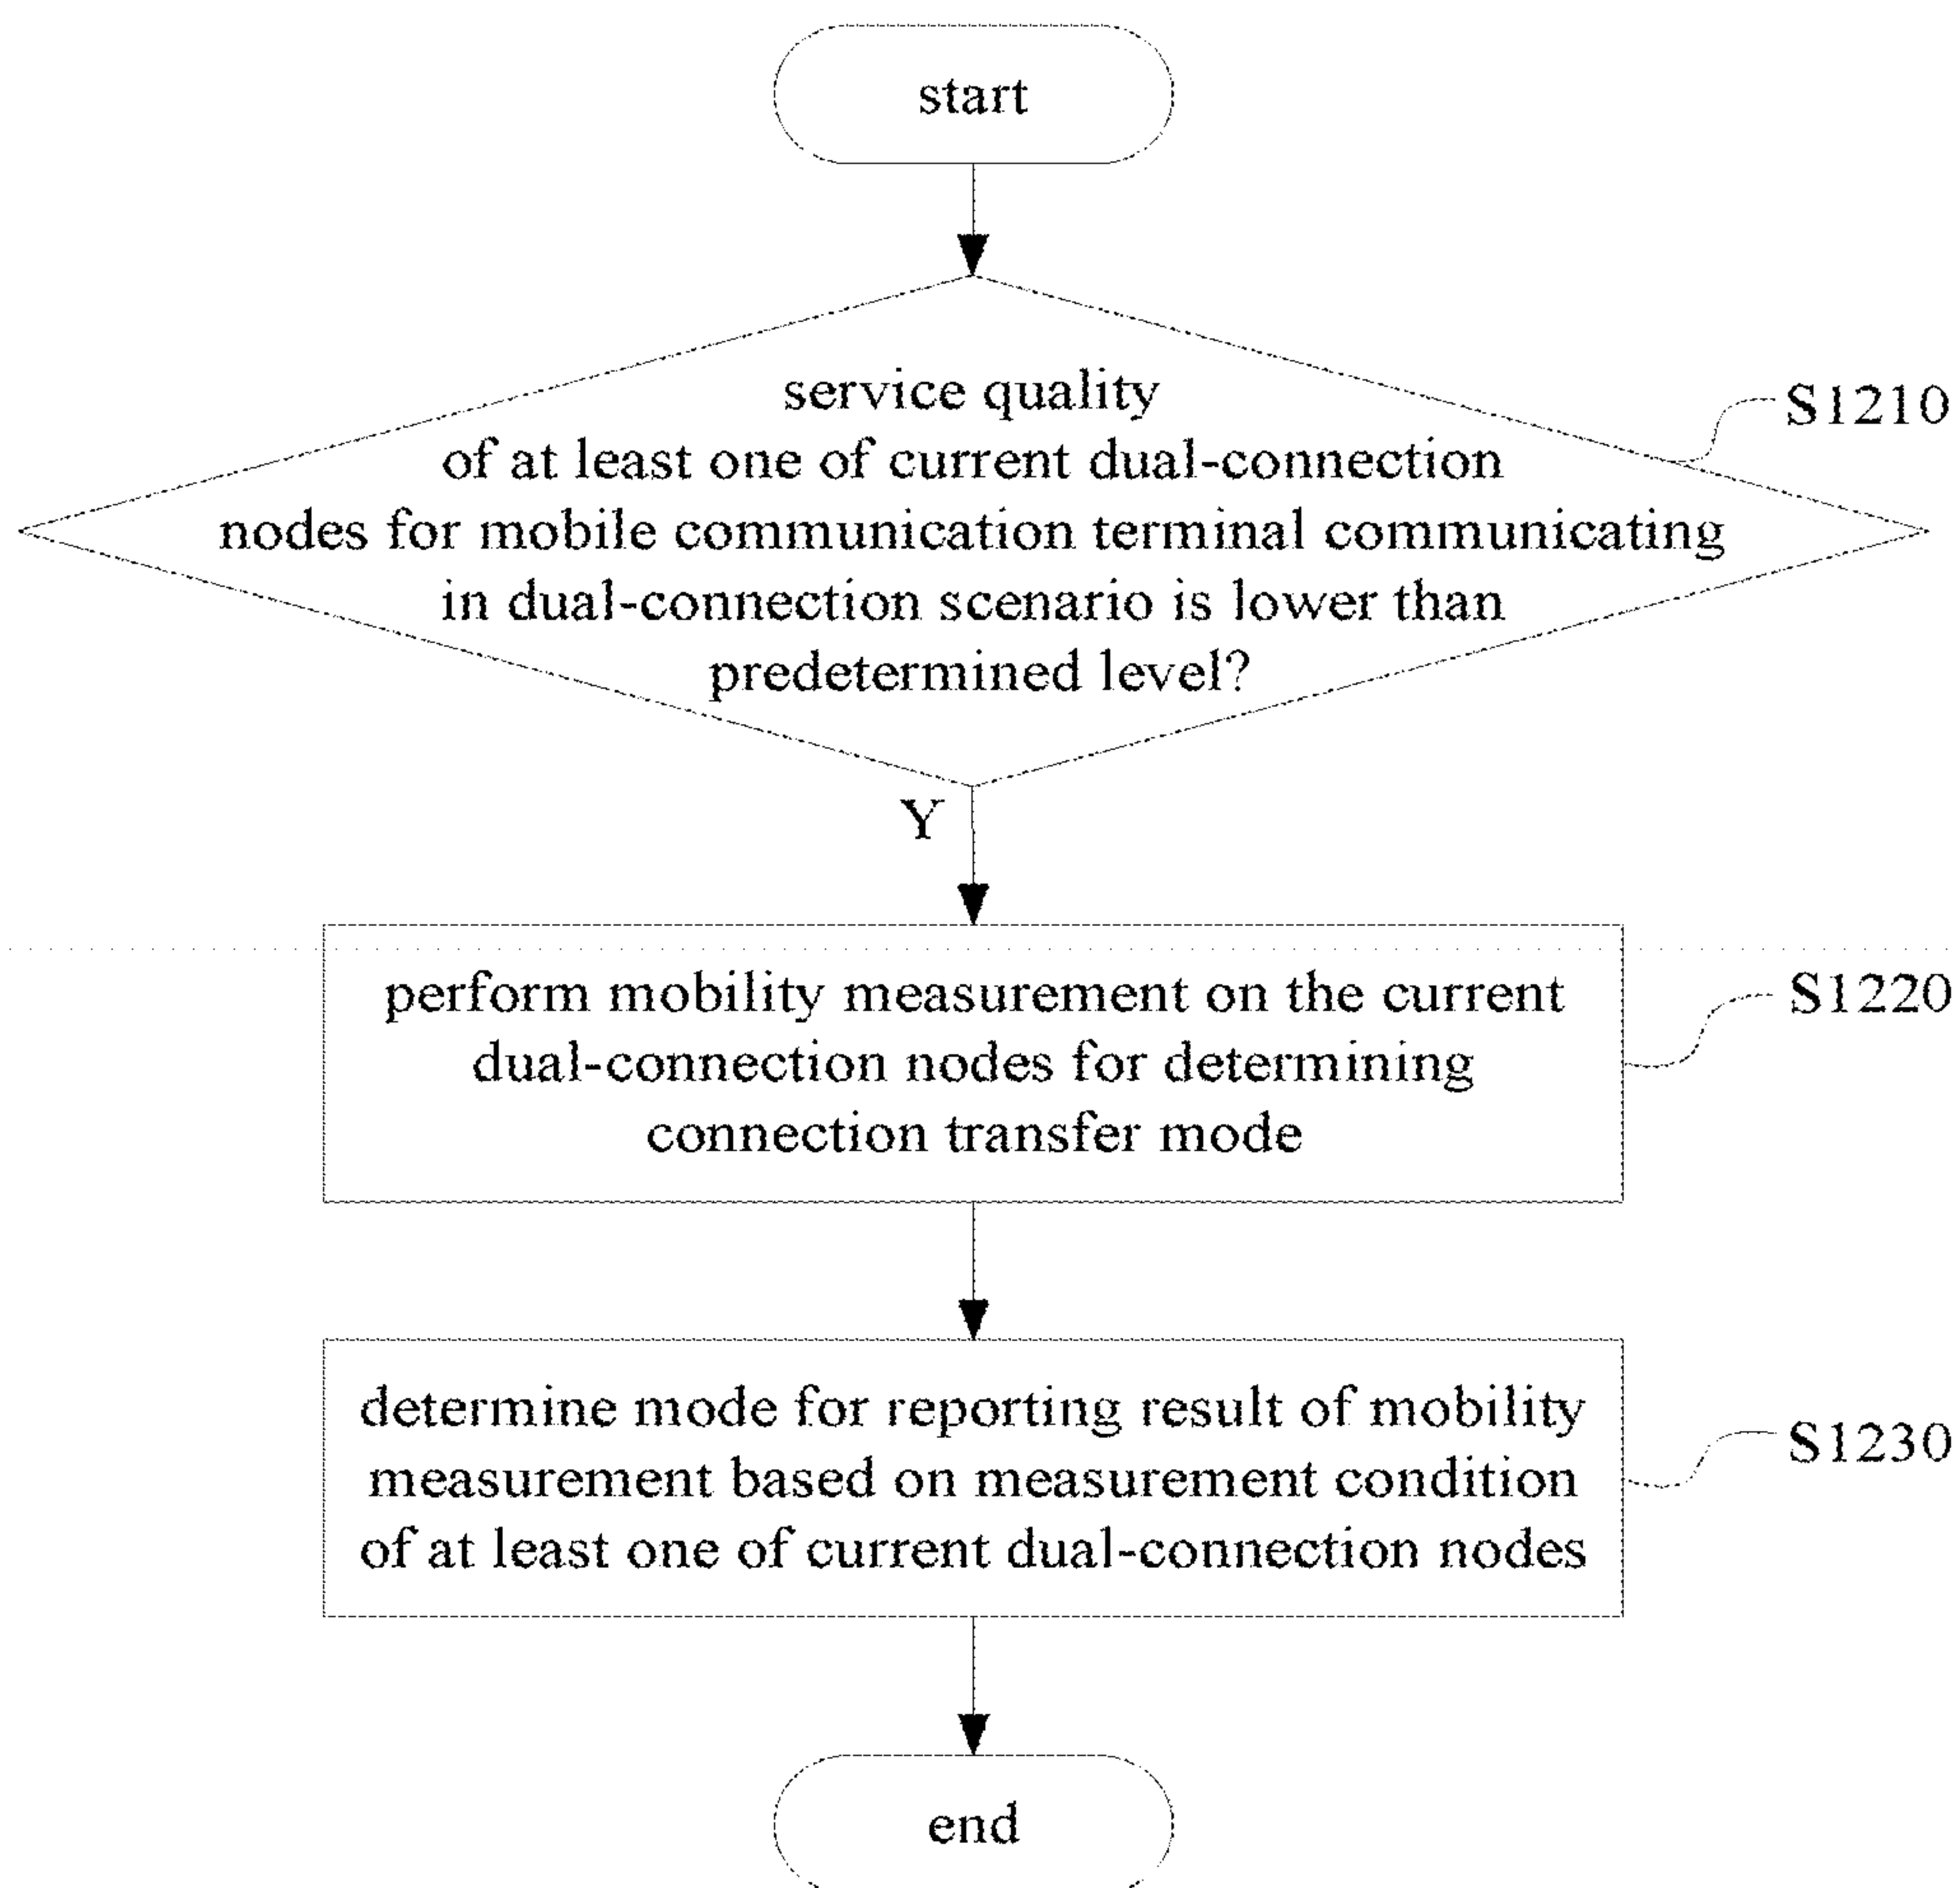 start
service quality
of at least one of current dual-connection
nodes for mobile communication terminal communicating
in dual-connection scenario is lower than
predetermined level?
S1210
Y
perform mobility measurement on the current
dual-connection nodes for determining
connection transfer mode
S1220
determine mode for reporting result of mobility
measurement based on measurement condition
of at least one of current dual-connection nodes
S1230
end